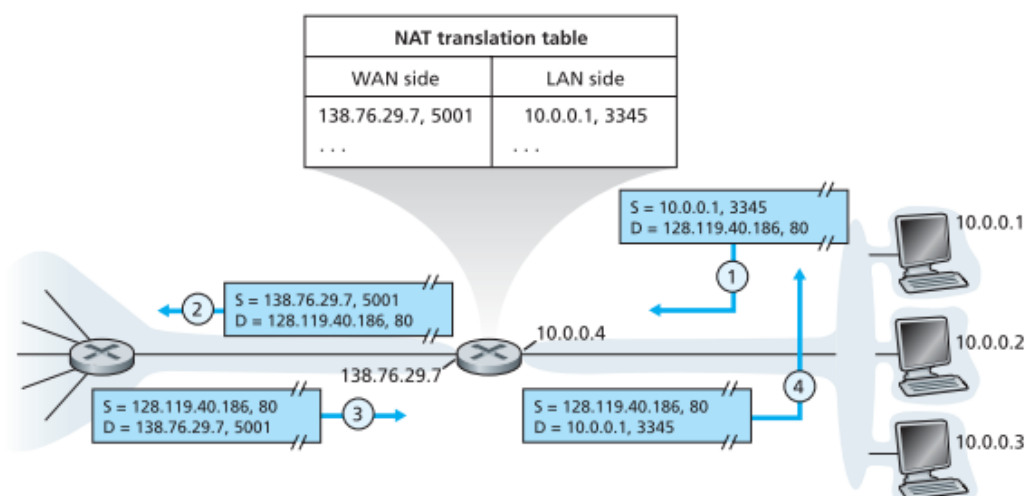 NAT translation table
WAN side LAN side
138.76.29.7, 5001 10.0.0.1, 3345
. . . . . .
S = 10.0.0.1, 3345
D = 128.119.40.186, 80
10.0.0.1
1
S = 138.76.29.7, 5001
D = 128.119.40.186, 80
2
10.0.0.4
10.0.0.2
138.76.29.7
4
S = 128.119.40.186, 80
D = 138.76.29.7, 5001
3
S = 128.119.40.186, 80
D = 10.0.0.1, 3345
10.0.0.3